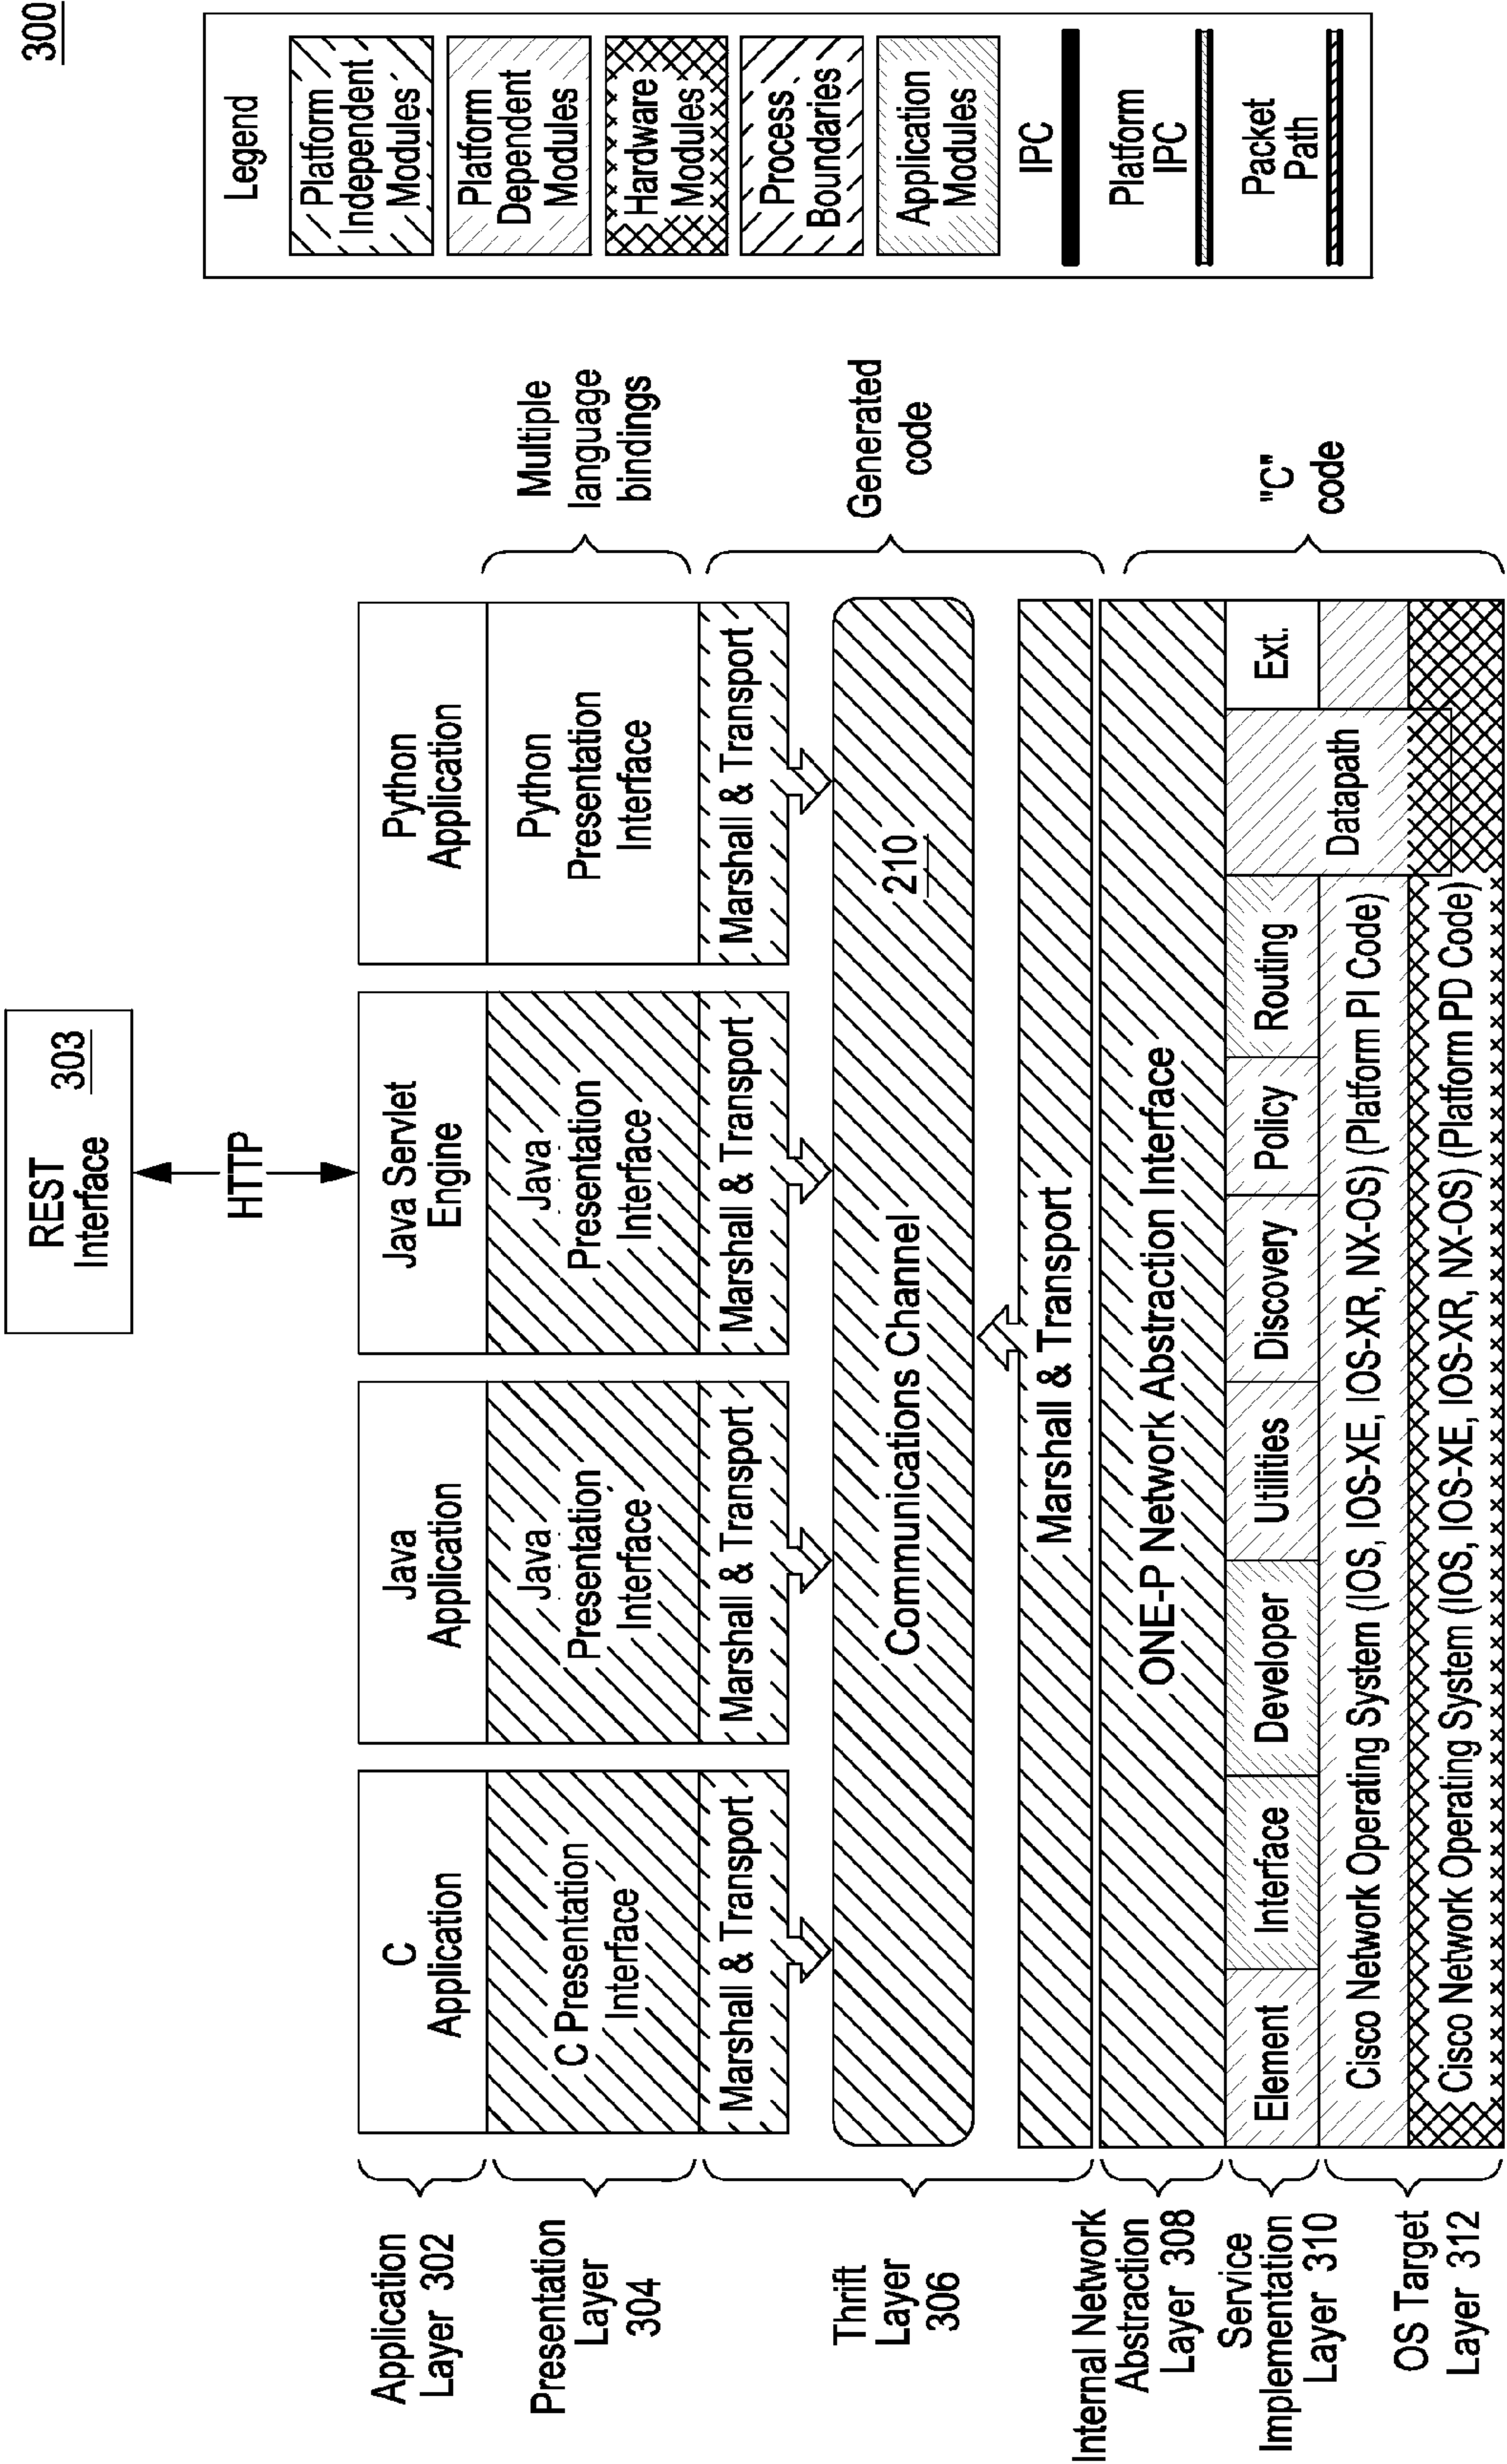 300
REST
Interface
303
HTTP
Legend
Platform
Independent
Modules
Platform
Dependent
Modules
Hardware
Modules
Process
Boundaries
Application
Modules
IPC
Platform
IPC
Packet
Path
Application
Layer 302
C
Application
Java
Application
Java Servlet
Engine
Python
Application
Presentation
Layer
304
C Presentation
Interface
Java
Presentation
Interface
Java
Presentation
Interface
Python
Presentation
Interface
Multiple
language
bindings
Thrift
Layer
306
Marshall & Transport
Marshall & Transport
Marshall & Transport
Marshall & Transport
Communications Channel
210
Marshall & Transport
Generated
code
Internal Network
Abstraction
Layer 308
ONE-P Network Abstraction Interface
Service
Implementation
Layer 310
Element
Interface
Developer
Utilities
Discovery
Policy
Routing
Datapath
Ext.
"C"
code
OS Target
Layer 312
Cisco Network Operating System (IOS, IOS-XE, IOS-XR, NX-OS) (Platform PI Code)
Cisco Network Operating System (IOS, IOS-XE, IOS-XR, NX-OS) (Platform PD Code)